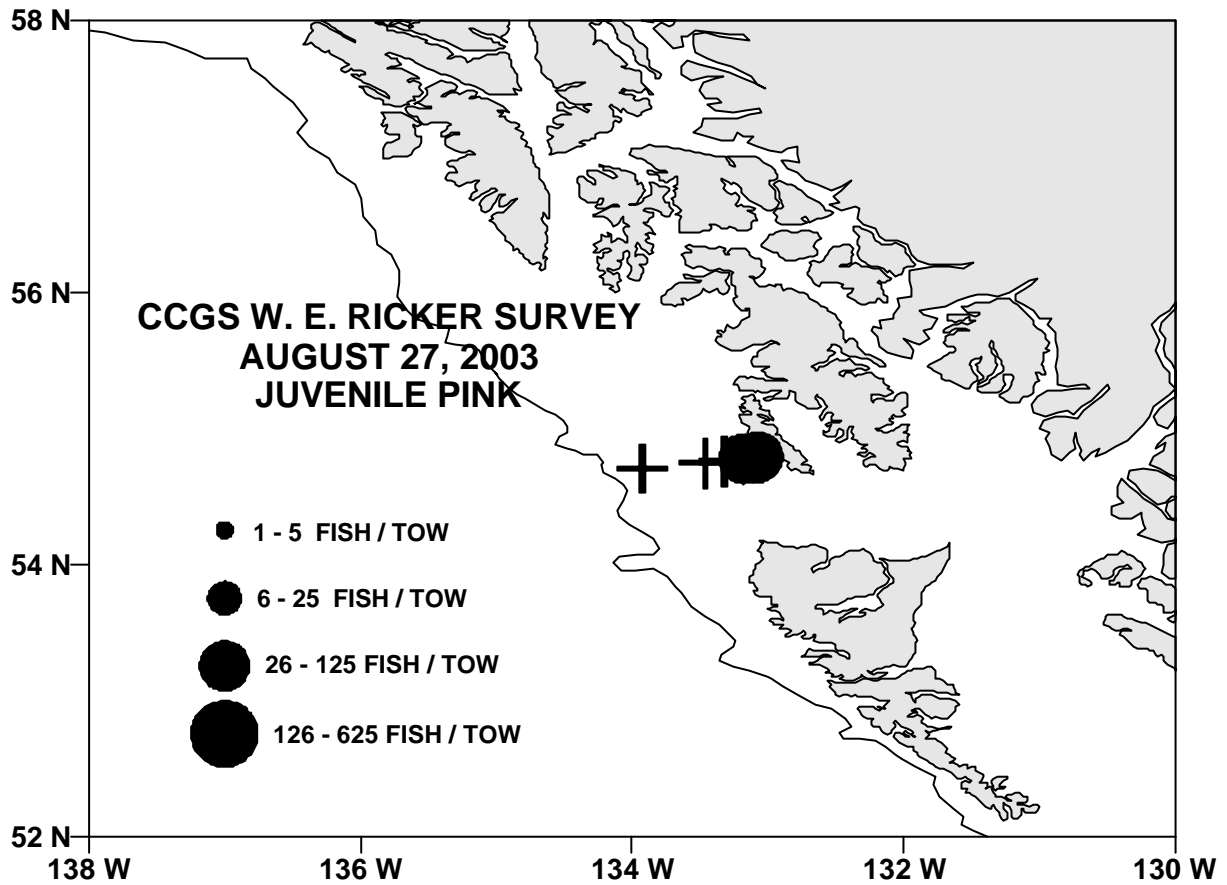 58 N
56 N
CCGS W. E. RICKER SURVEY
AUGUST 27, 2003
JUVENILE PINK
1 - 5 FISH / TOW
54 N
6 - 25 FISH / TOW
26 - 125 FISH / TOW
126 - 625 FISH / TOW
52 N
138 W 136 W 134 W 132 W 130 W